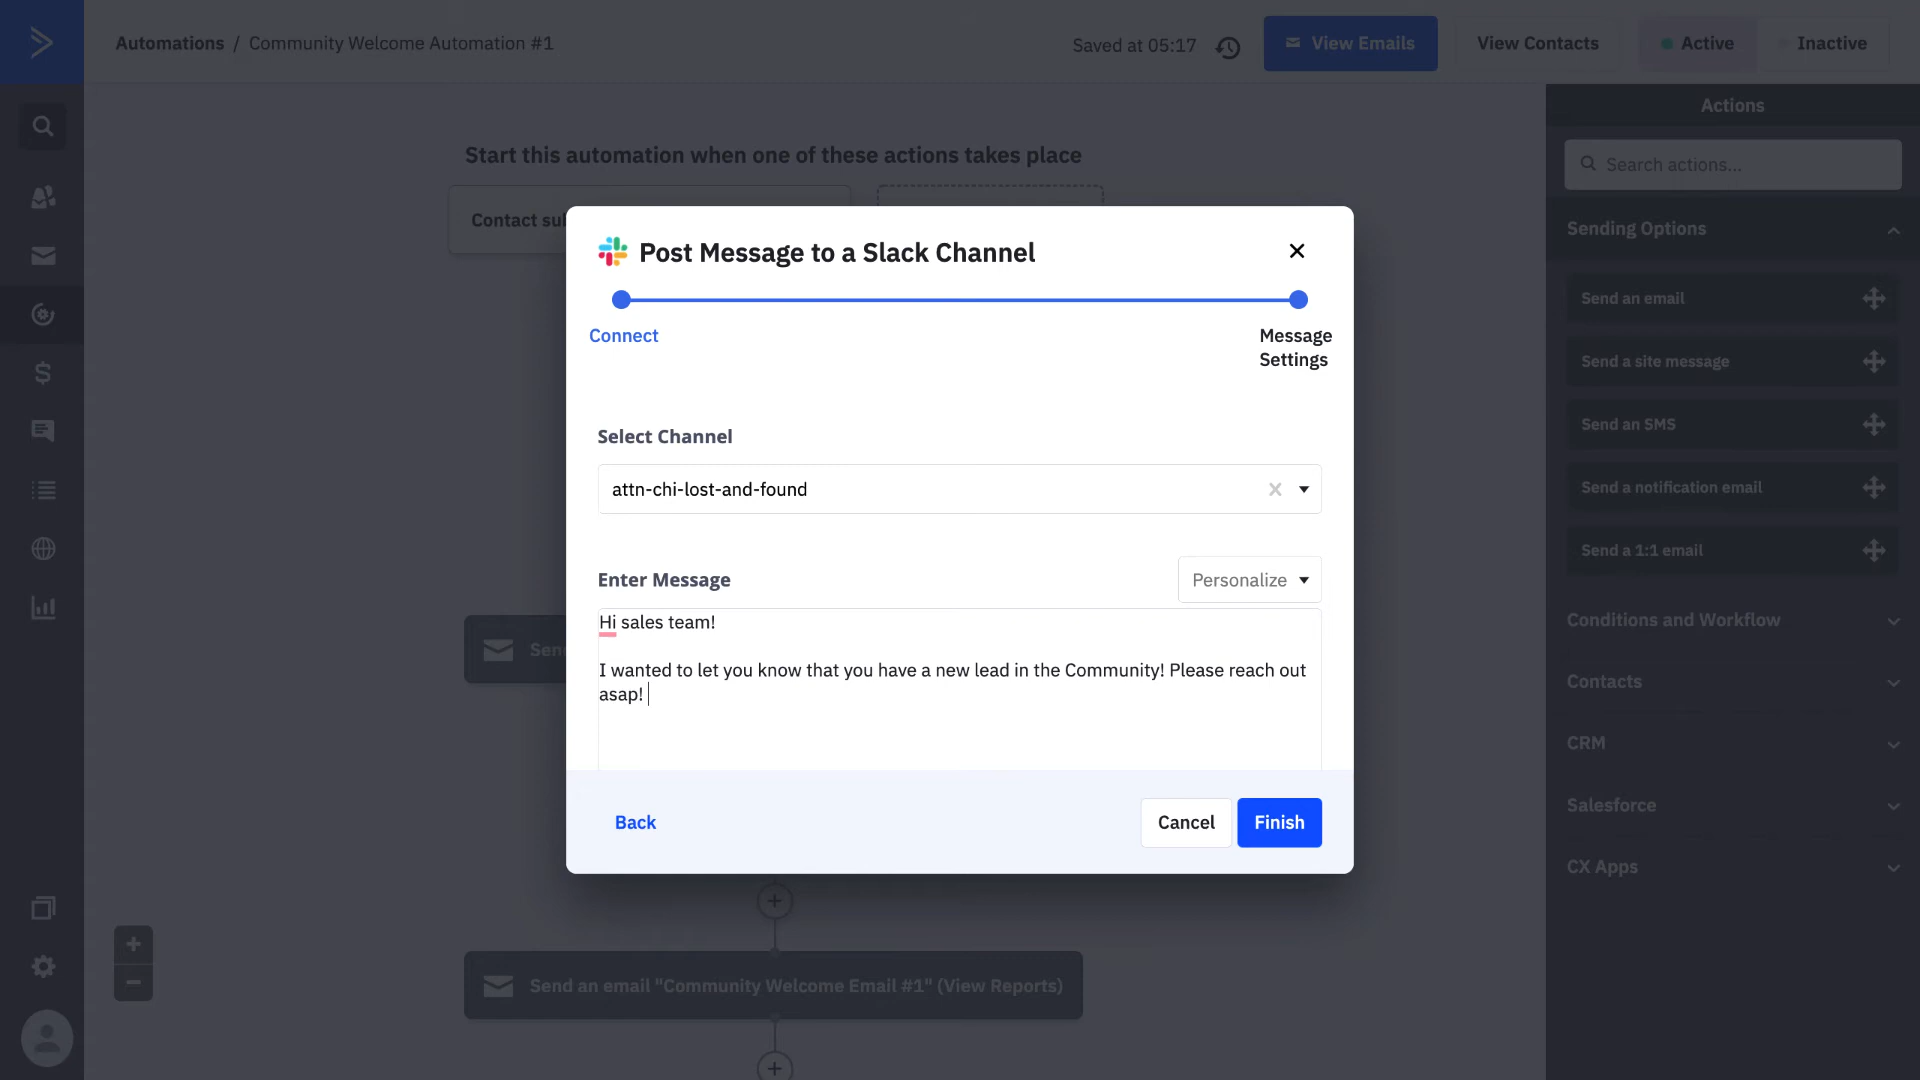 Automations / Community Welcome Automation #1
Saved at 05:17
View Emails
View Contacts
Active
Inactive
Actions
Search actions...
Sending Options
Send an email
Send a site message
Send an SMS
Send a notification email
Send a 1:1 email
Conditions and Workflow
Contacts
CRM
Salesforce
CX Apps
Start this automation when one of these actions takes place
Contact
Post Message to a Slack Channel
Connect
Message
Settings
Select Channel
attn-chi-lost-and-found
Enter Message
Personalize
Hi sales team!
I wanted to let you know that you have a new lead in the Community! Please reach out
asap!
Back
Cancel
Finish
Send an email "Community Welcome Email #1" (View Reports)